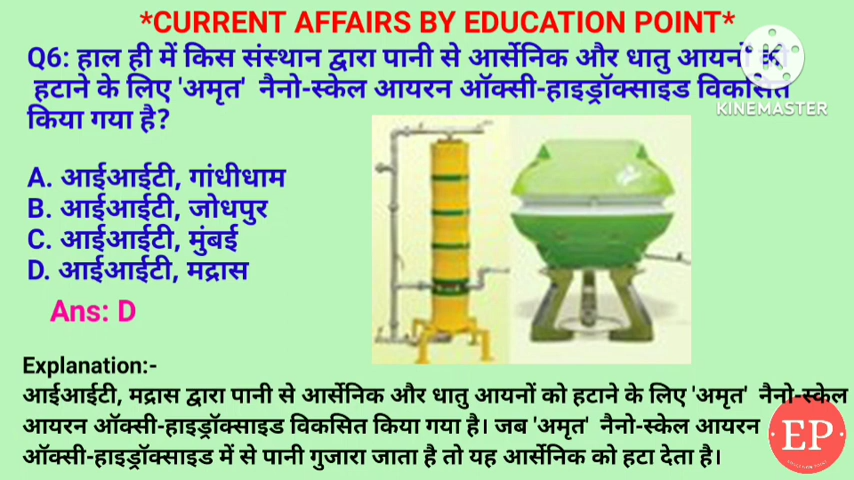 *CURRENT AFFAIRS BY EDUCATION POINT*
Q6: हाल ही में किस संस्थान द्वारा पानी से आर्सेनिक और धातु आयनों को
हटाने के लिए 'अमृत' नैनो-स्केल आयरन ऑक्सी-हाइड्रॉक्साइड विकसित
किया गया है?
KINEMASTER
A. आईआईटी, गांधीधाम
B. आईआईटी, जोधपुर
C. आईआईटी, मुंबई
D. आईआईटी, मद्रास
Ans: D
Explanation:-
आईआईटी, मद्रास द्वारा पानी से आर्सेनिक और धातु आयनों को हटाने के लिए 'अमृत' नैनो-स्केल
आयरन ऑक्सी-हाइड्रॉक्साइड विकसित किया गया है। जब 'अमृत' नैनो-स्केल आयरन
ऑक्सी-हाइड्रॉक्साइड में से पानी गुजारा जाता है तो यह आर्सेनिक को हटा देता है।
EP